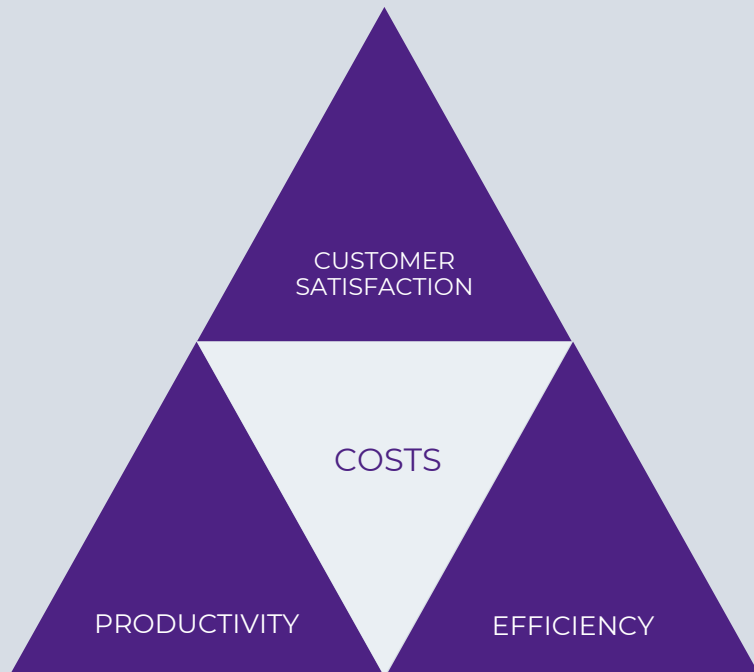 CUSTOMER
SATISFACTION
COSTS
PRODUCTIVITY
EFFICIENCY